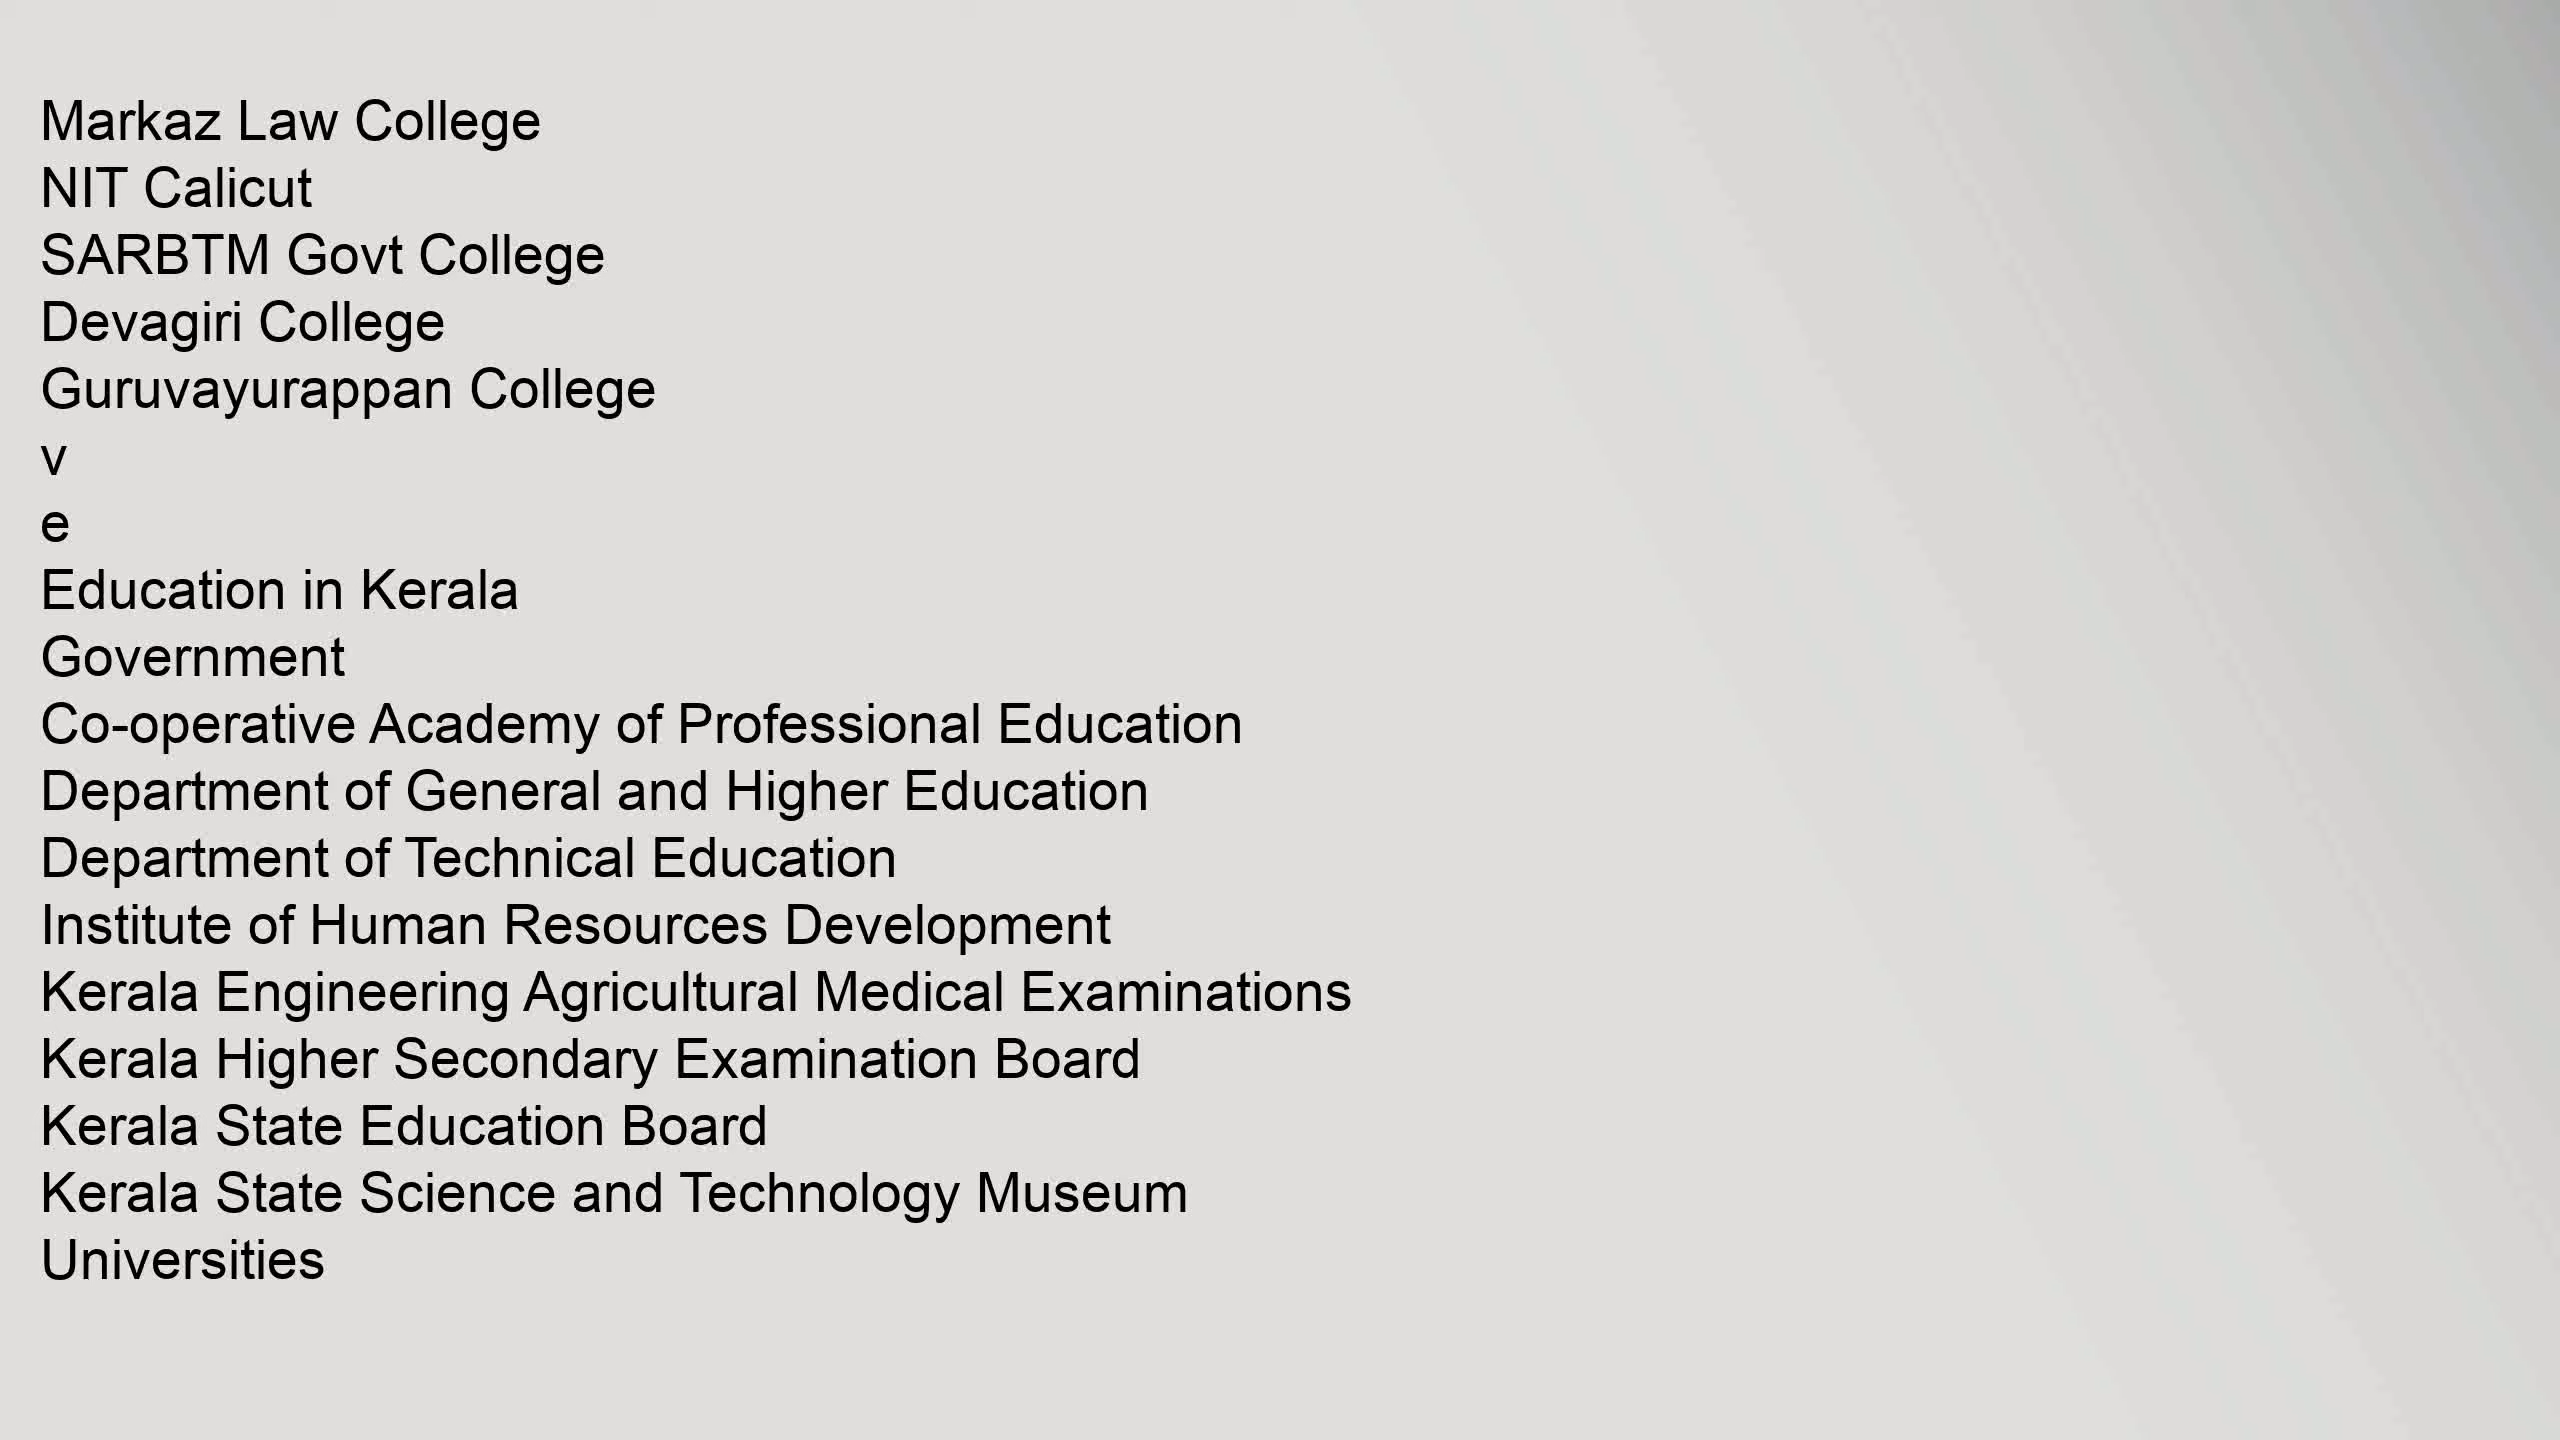 Markaz Law College
NIT Calicut
SARBTM Govt College
Devagiri College
Guruvayurappan College
v
e
Education in Kerala
Government
Co-operative Academy of Professional Education
Department of General and Higher Education
Department of Technical Education
Institute of Human Resources Development
Kerala Engineering Agricultural Medical Examinations
Kerala Higher Secondary Examination Board
Kerala State Education Board
Kerala State Science and Technology Museum
Universities